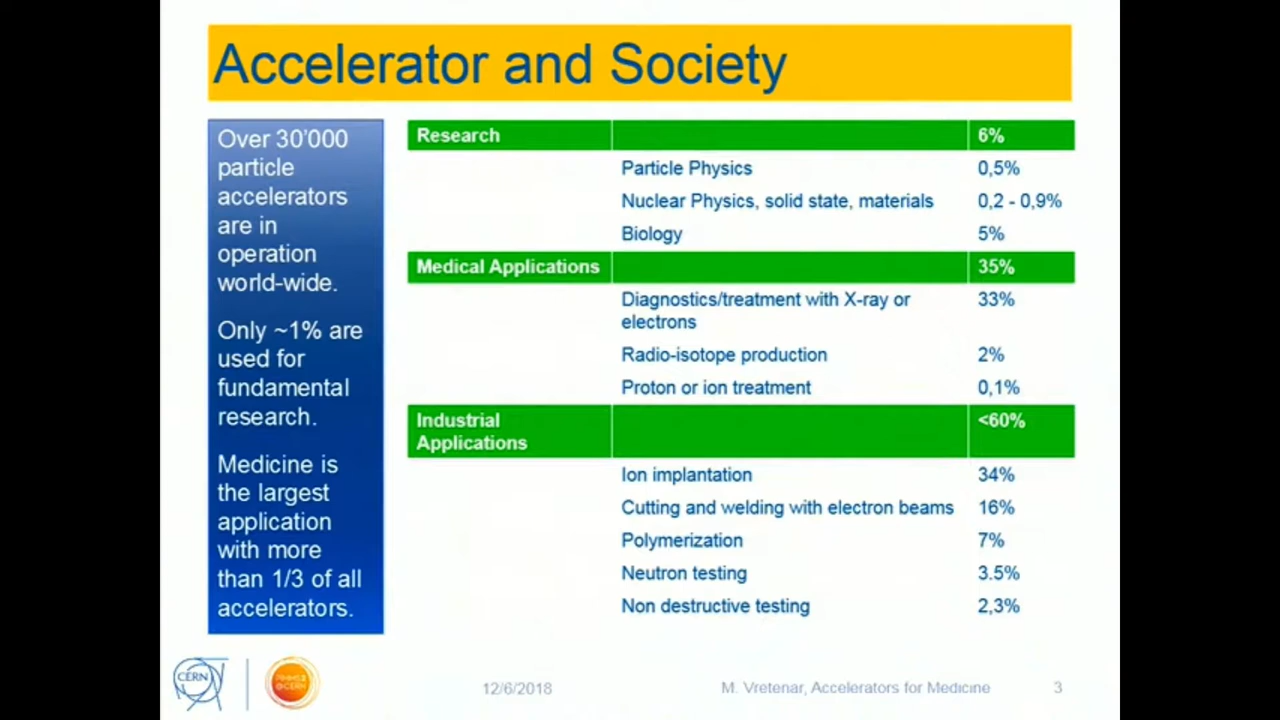 Accelerator and Society
Over 30'000
particle
accelerators
are in
operation
world-wide.
Only ~1% are
used for
fundamental
research.
Medicine is
the largest
application
with more
than 1/3 of all
accelerators.
Research 6%
Particle Physics 0,5%
Nuclear Physics, solid state, materials 0,2 - 0,9%
Biology 5%
Medical Applications 35%
Diagnostics/treatment with X-ray or 33%
electrons
Radio-isotope production 2%
Proton or ion treatment 0,1%
Industrial <60%
Applications
Ion implantation 34%
Cutting and welding with electron beams 16%
Polymerization 7%
Neutron testing 3.5%
Non destructive testing 2,3%
CERN
12/6/2018
M. Vretenar, Accelerators for Medicine
3